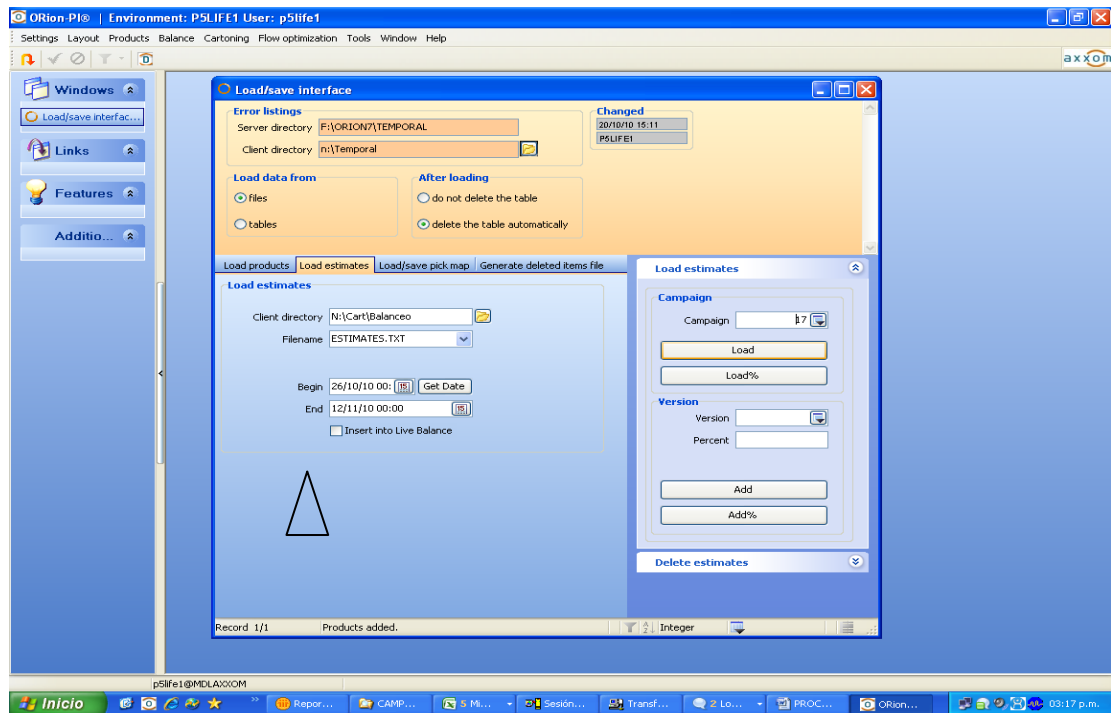 ORion-PI® | Environment: P5LIFE1 User: p5life1
Settings Layout Products Balance Cartoning Flow optimization Tools Window Help
axxom
Windows
Load/save interfac...
Links
Features
Additio...
Load/save interface
Error listings
Server directory F:\ORION7\TEMPORAL
Client directory n:\Temporal
Changed
20/10/10 15:11
P5LIFE1
Load data from
files
tables
After loading
do not delete the table
delete the table automatically
Load products Load estimates Load/save pick map Generate deleted items file
Load estimates
Client directory N:\Cart\Balanceo
Filename ESTIMATES.TXT
Begin 26/10/10 00: 15 Get Date
End 12/11/10 00:00 15
Insert into Live Balance
Load estimates
Campaign
Campaign 17
Load
Load%
Version
Version
Percent
Add
Add%
Delete estimates
Record 1/1 Products added. Integer
p5life1@MDLAXXOM
Inicio Repor... CAMP... 5 Mi... Sesión... Transf... 2 Lo... PROC... ORion... 03:17 p.m.